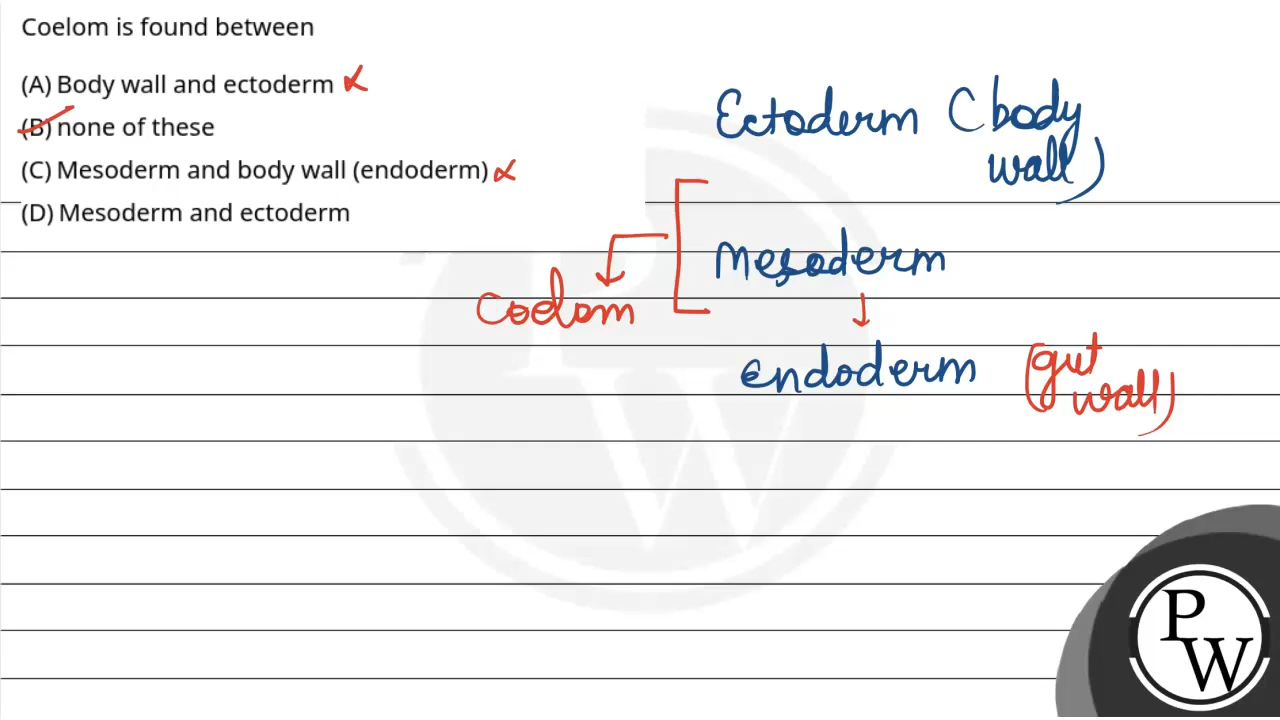 Coelom is found between
(A) Body wall and ectoderm
(B) none of these
(C) Mesoderm and body wall (endoderm)
(D) Mesoderm and ectoderm
Ectoderm (body
wall)
Mesoderm
Coelom
endoderm (gut
wall)
P
W
P
W